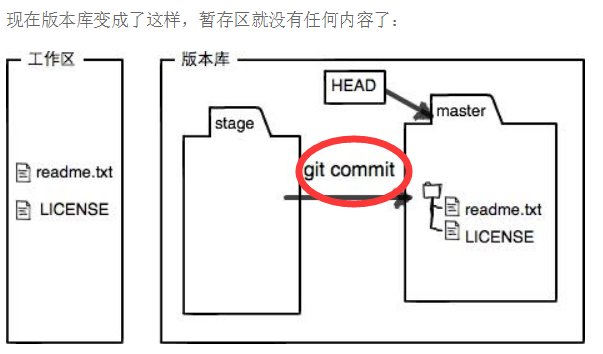 现在版本库变成了这样，暂存区就没有任何内容了：
工作区
版本库
HEAD
stage
master
git commit
readme.txt
LICENSE
readme.txt
LICENSE